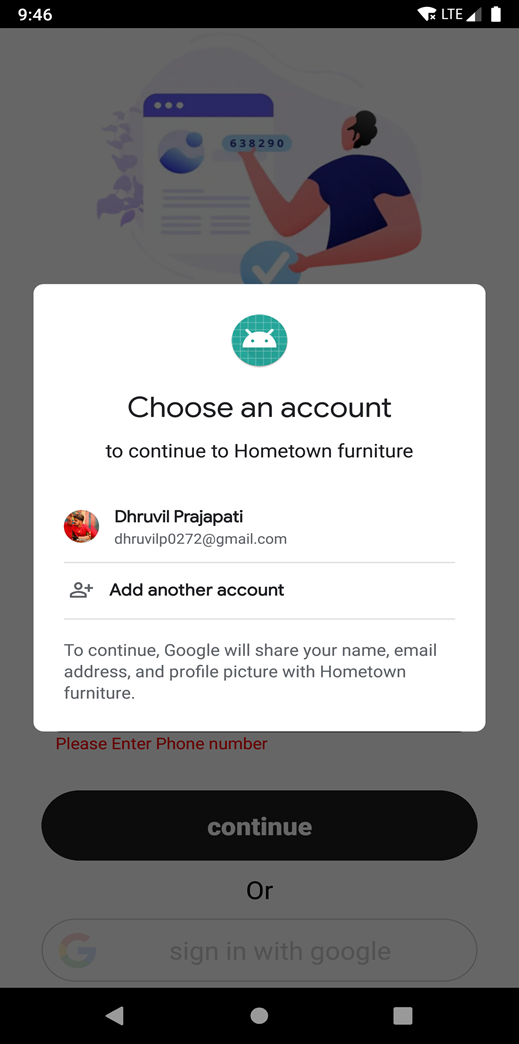 9:46
LTE
638290
Choose an account
to continue to Hometown furniture
Dhruvil Prajapati
dhruvilp0272@gmail.com
Add another account
To continue, Google will share your name, email
address, and profile picture with Hometown
furniture.
Please Enter Phone number
continue
Or
sign in with google